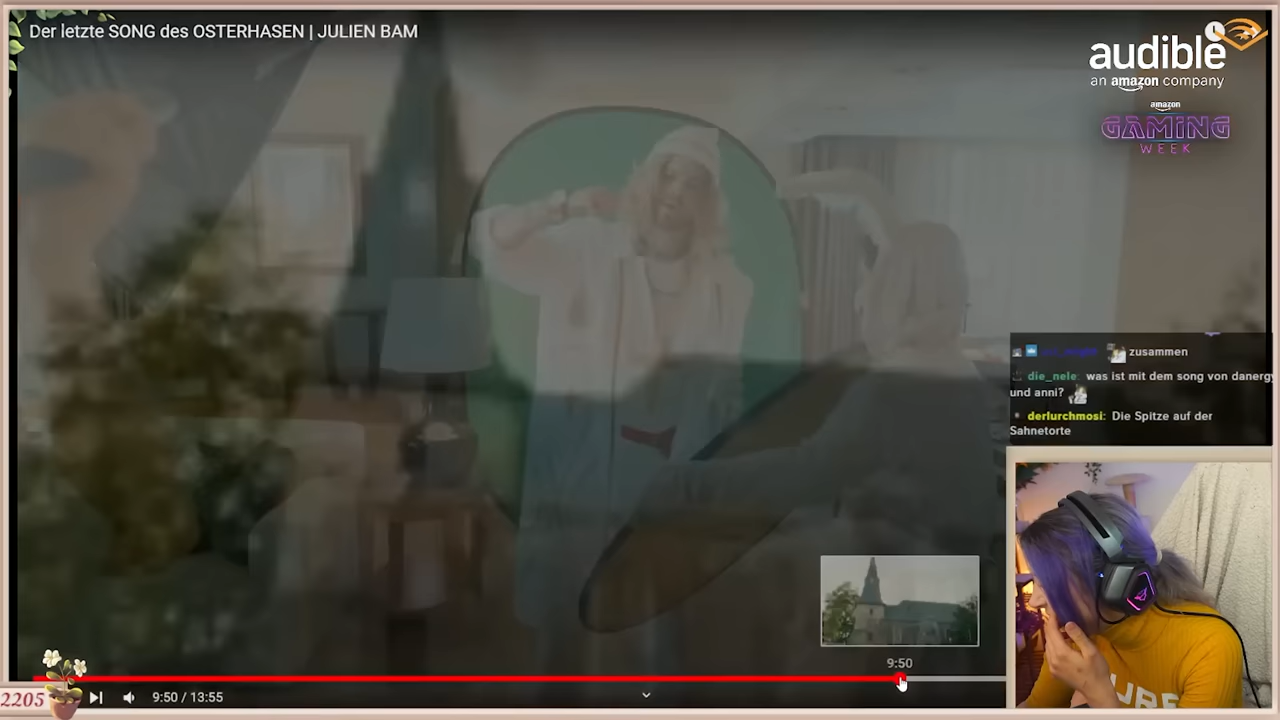 Der letzte SONG des OSTERHASEN | JULIEN BAM
audible
an amazon company
amazon
GAMING
WEEK
zusammen
die_nele: was ist mit dem song von danergy
und anni?
derlurchmosi: Die Spitze auf der
Sahnetorte
9:50
9:50 / 13:55
2205